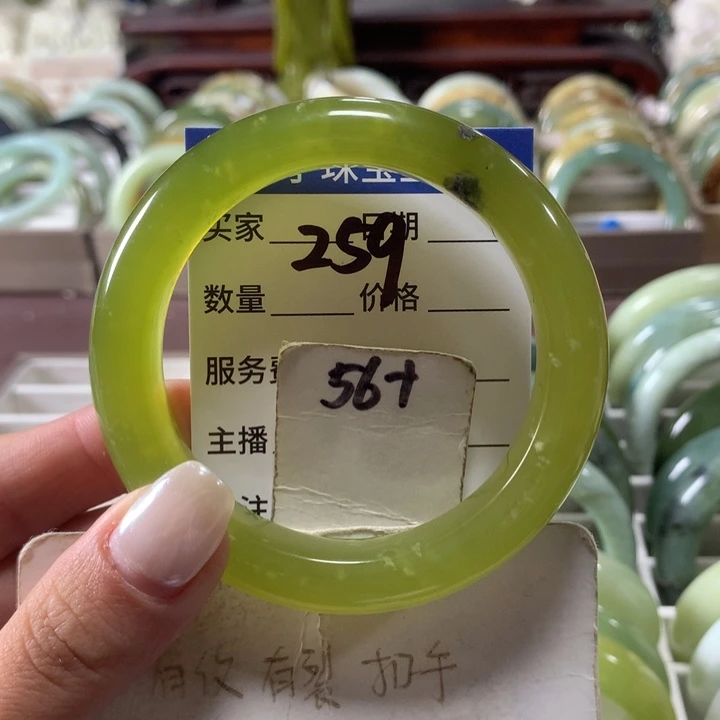 珠宝
买家 日期
259
数量 价格
服务费
56+
主播
注
自纹 有裂 扣手